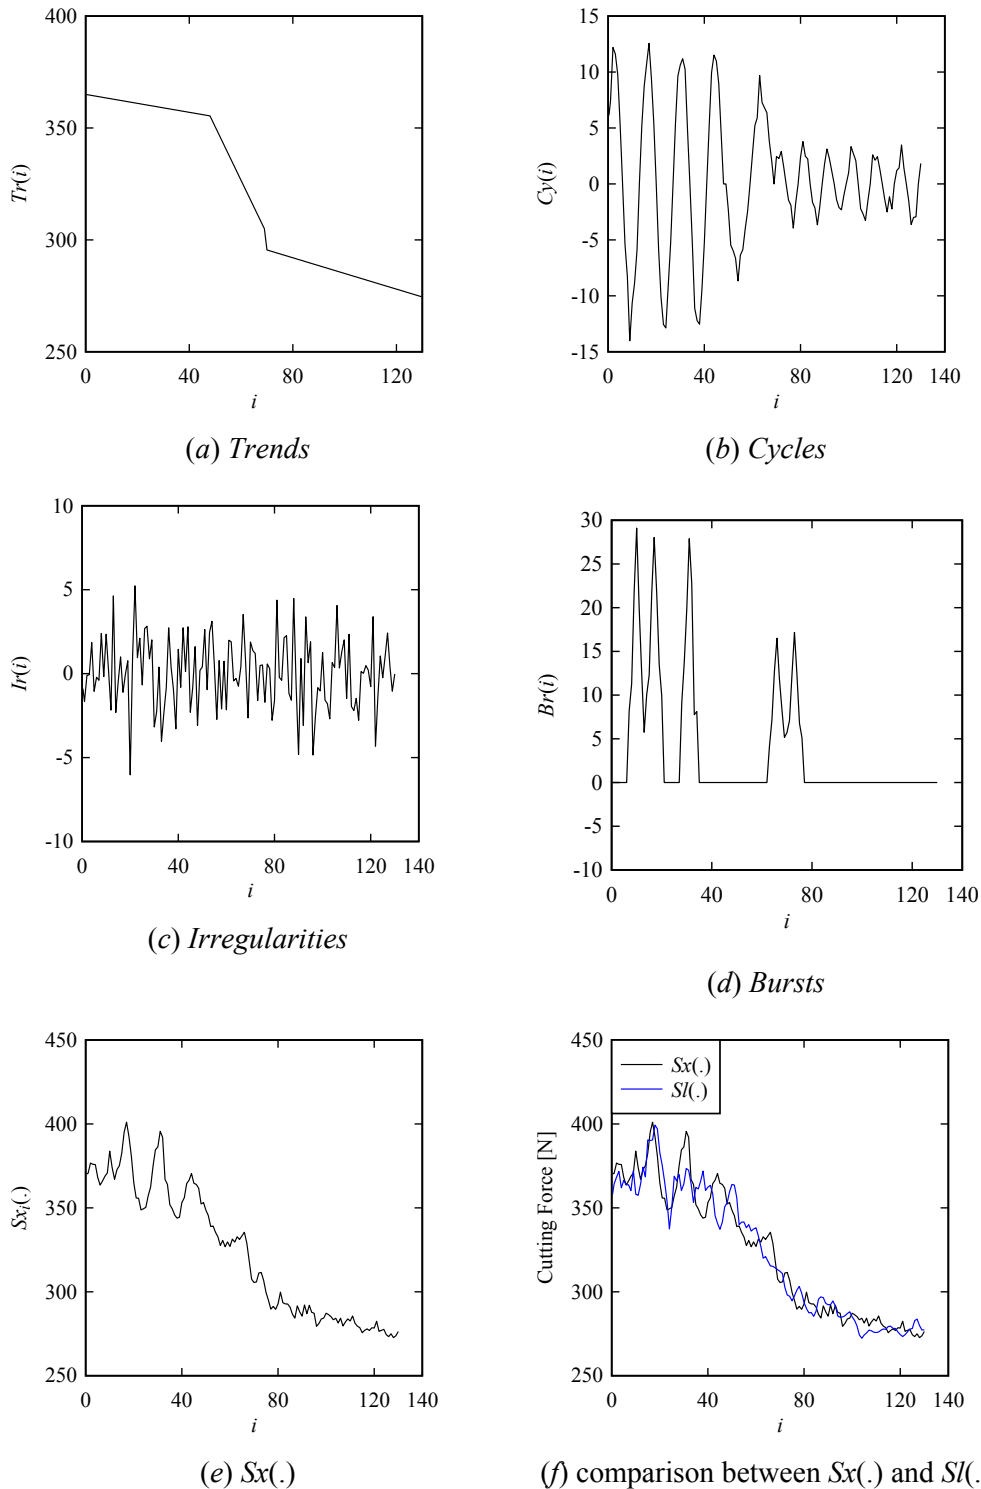 400
350
300
250
Tr(i)
0 40 80 120
i
(a) Trends
15
10
5
0
-5
-10
-15
Cy(i)
0 40 80 120 140
i
(b) Cycles
10
5
0
-5
-10
Ir(i)
0 40 80 120 140
i
(c) Irregularities
30
25
20
15
10
5
0
-5
-10
Br(i)
0 40 80 120 140
i
(d) Bursts
450
400
350
300
250
Sxi(.)
0 40 80 120 140
i
(e) Sx(.)
450
400
350
300
250
Cutting Force [N]
Sx(.)
Sl(.)
0 40 80 120 140
i
(f) comparison between Sx(.) and Sl(.